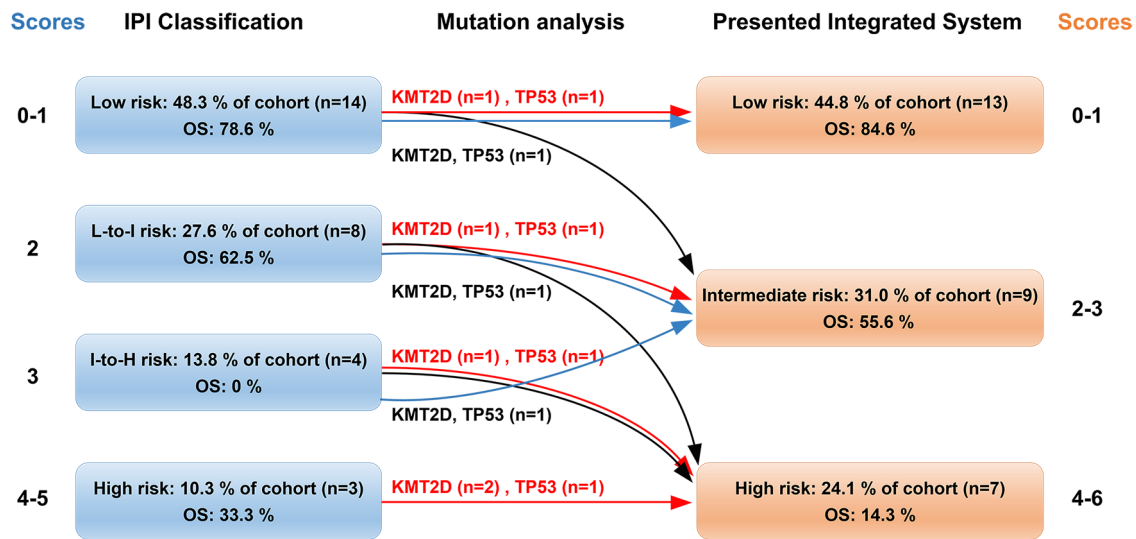 Scores IPI Classification Mutation analysis Presented Integrated System Scores
0-1
Low risk: 48.3 % of cohort (n=14)
OS: 78.6 %
KMT2D (n=1) , TP53 (n=1)
KMT2D, TP53 (n=1)
Low risk: 44.8 % of cohort (n=13)
OS: 84.6 %
0-1
2
L-to-I risk: 27.6 % of cohort (n=8)
OS: 62.5 %
KMT2D (n=1) , TP53 (n=1)
KMT2D, TP53 (n=1)
Intermediate risk: 31.0 % of cohort (n=9)
OS: 55.6 %
2-3
3
I-to-H risk: 13.8 % of cohort (n=4)
OS: 0 %
KMT2D (n=1) , TP53 (n=1)
KMT2D, TP53 (n=1)
4-5
High risk: 10.3 % of cohort (n=3)
OS: 33.3 %
KMT2D (n=2) , TP53 (n=1)
High risk: 24.1 % of cohort (n=7)
OS: 14.3 %
4-6